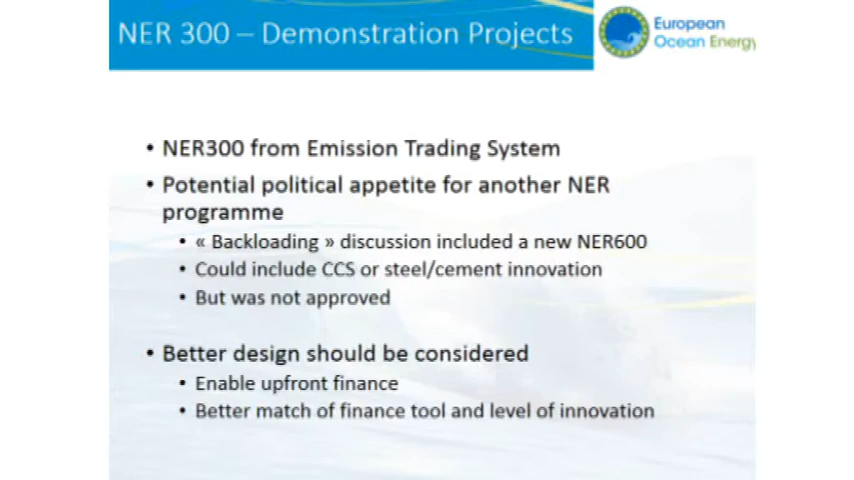 NER 300 – Demonstration Projects
European
Ocean Energy
• NER300 from Emission Trading System
• Potential political appetite for another NER
programme
• « Backloading » discussion included a new NER600
• Could include CCS or steel/cement innovation
• But was not approved
• Better design should be considered
• Enable upfront finance
• Better match of finance tool and level of innovation